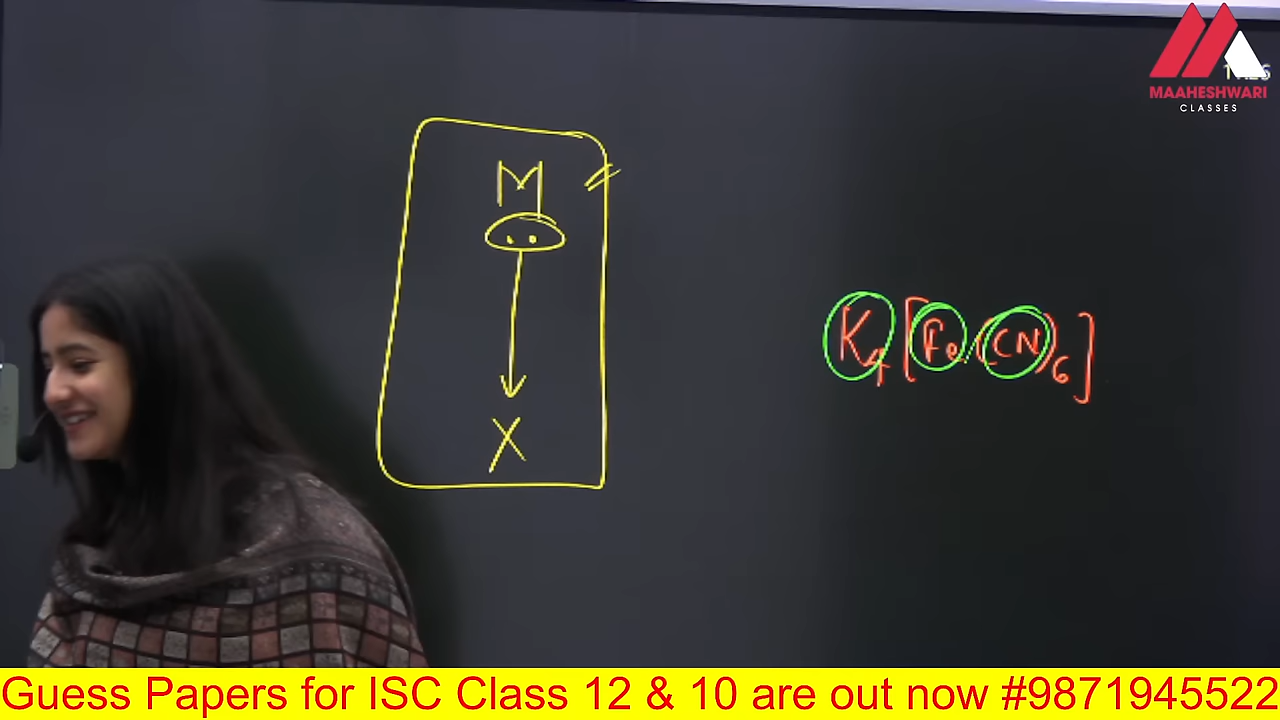 MAAHESHWARI
CLASSES
M
X
K4[Fe(CN)6]
Guess Papers for ISC Class 12 & 10 are out now #9871945522